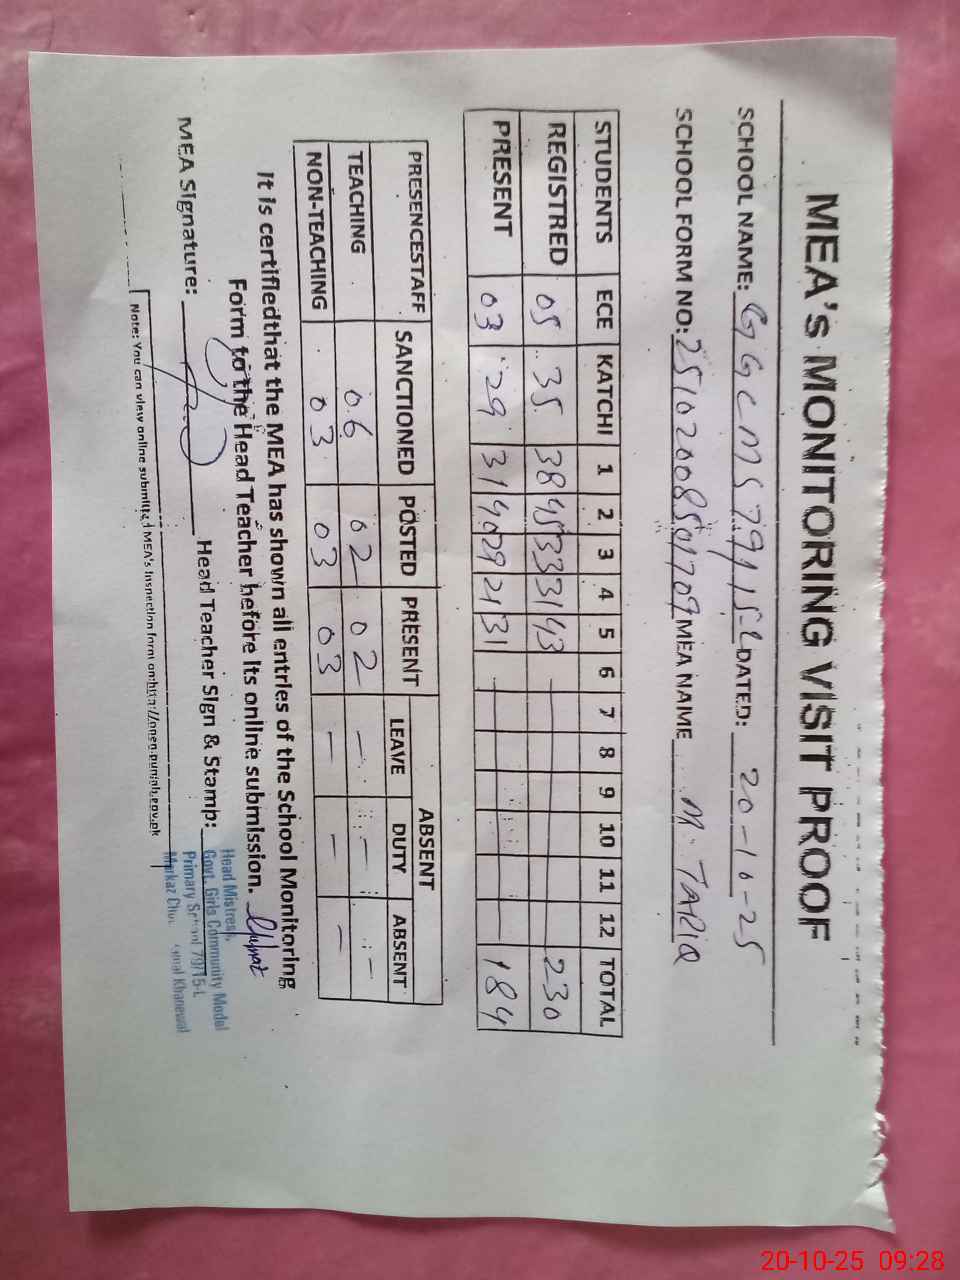 MEA's MONITORING VISIT PROOF
SCHOOL NAME: GGCMS 79/15-L DATED: 20-10-25
SCHOOL FORM NO: MEA NAME M. TARIQ
STUDENTS ECE KATCHI 1 2 3 4 5 6 7 8 9 10 11 12 TOTAL
REGISTRED 05 35 38 45 33 31 43 — 230
PRESENT 03 29 31 40 29 21 31 — 184
PRESENCESTAFF SANCTIONED POSTED PRESENT ABSENT
LEAVE DUTY ABSENT
TEACHING 06 02 02 — — —
NON-TEACHING 03 03 03 — — —
It is certifiedthat the MEA has shown all entries of the School Monitoring
Form to the Head Teacher before its online submission.
MEA Signature: Head Teacher Sign & Stamp:
Head Mistress,
Govt. Girls Community Model
Primary School 79/15-L
Markaz Khanewal
Note: You can view online submitted MEA's Inspection form on
20-10-25 09:28